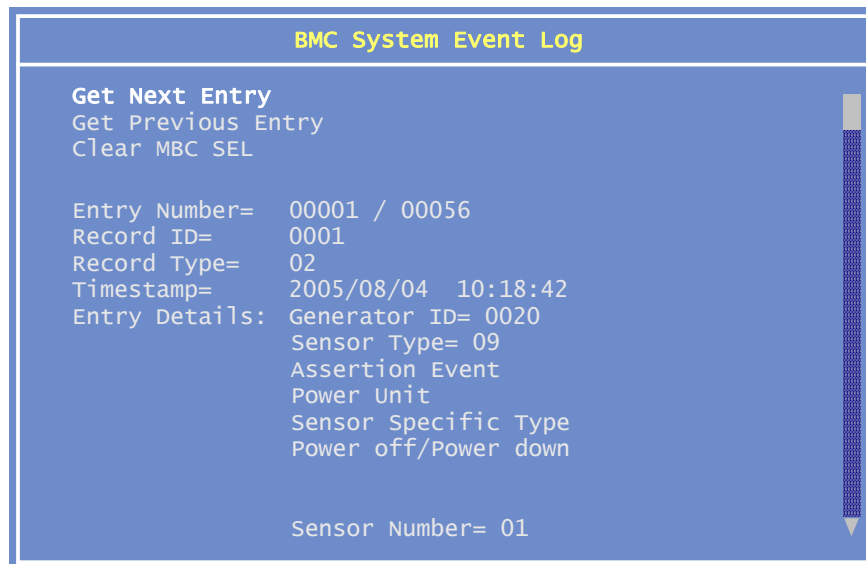 BMC System Event Log
Get Next Entry
Get Previous Entry
Clear MBC SEL
Entry Number= 00001 / 00056
Record ID= 0001
Record Type= 02
Timestamp= 2005/08/04 10:18:42
Entry Details: Generator ID= 0020
Sensor Type= 09
Assertion Event
Power Unit
Sensor Specific Type
Power off/Power down
Sensor Number= 01